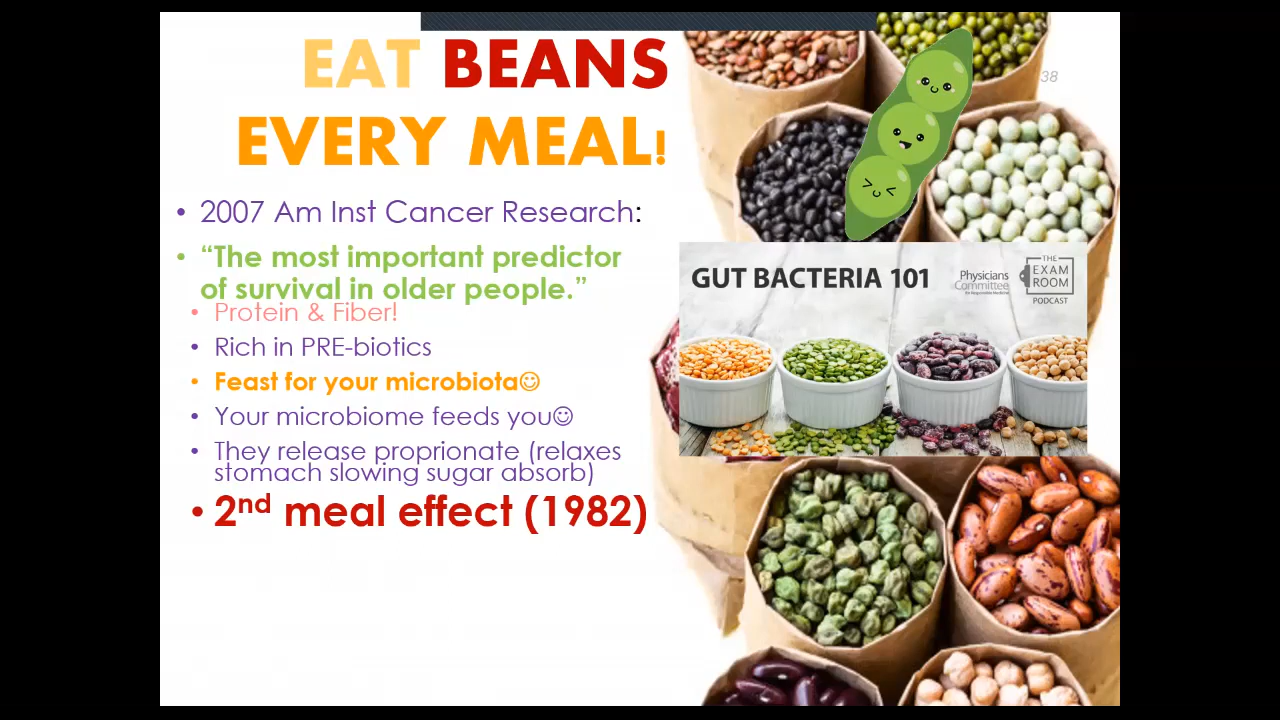 EAT BEANS
EVERY MEAL!
38
• 2007 Am Inst Cancer Research:
• “The most important predictor
of survival in older people.”
• Protein & Fiber!
• Rich in PRE-biotics
• Feast for your microbiota☺
• Your microbiome feeds you☺
• They release proprionate (relaxes
stomach slowing sugar absorb)
• 2nd meal effect (1982)
GUT BACTERIA 101
Physicians
Committee
THE
EXAM
ROOM
PODCAST